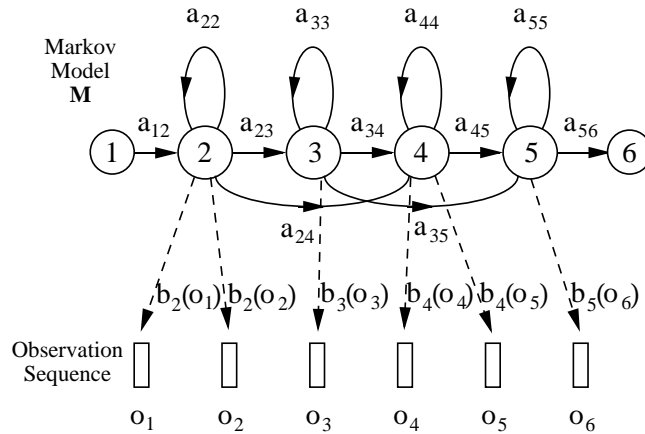 a22 a33 a44 a55
Markov
Model
M
a12 a23 a34 a45 a56
1 2 3 4 5 6
a24 a35
b2(o1) b2(o2) b3(o3) b4(o4) b4(o5) b5(o6)
Observation
Sequence
o1 o2 o3 o4 o5 o6